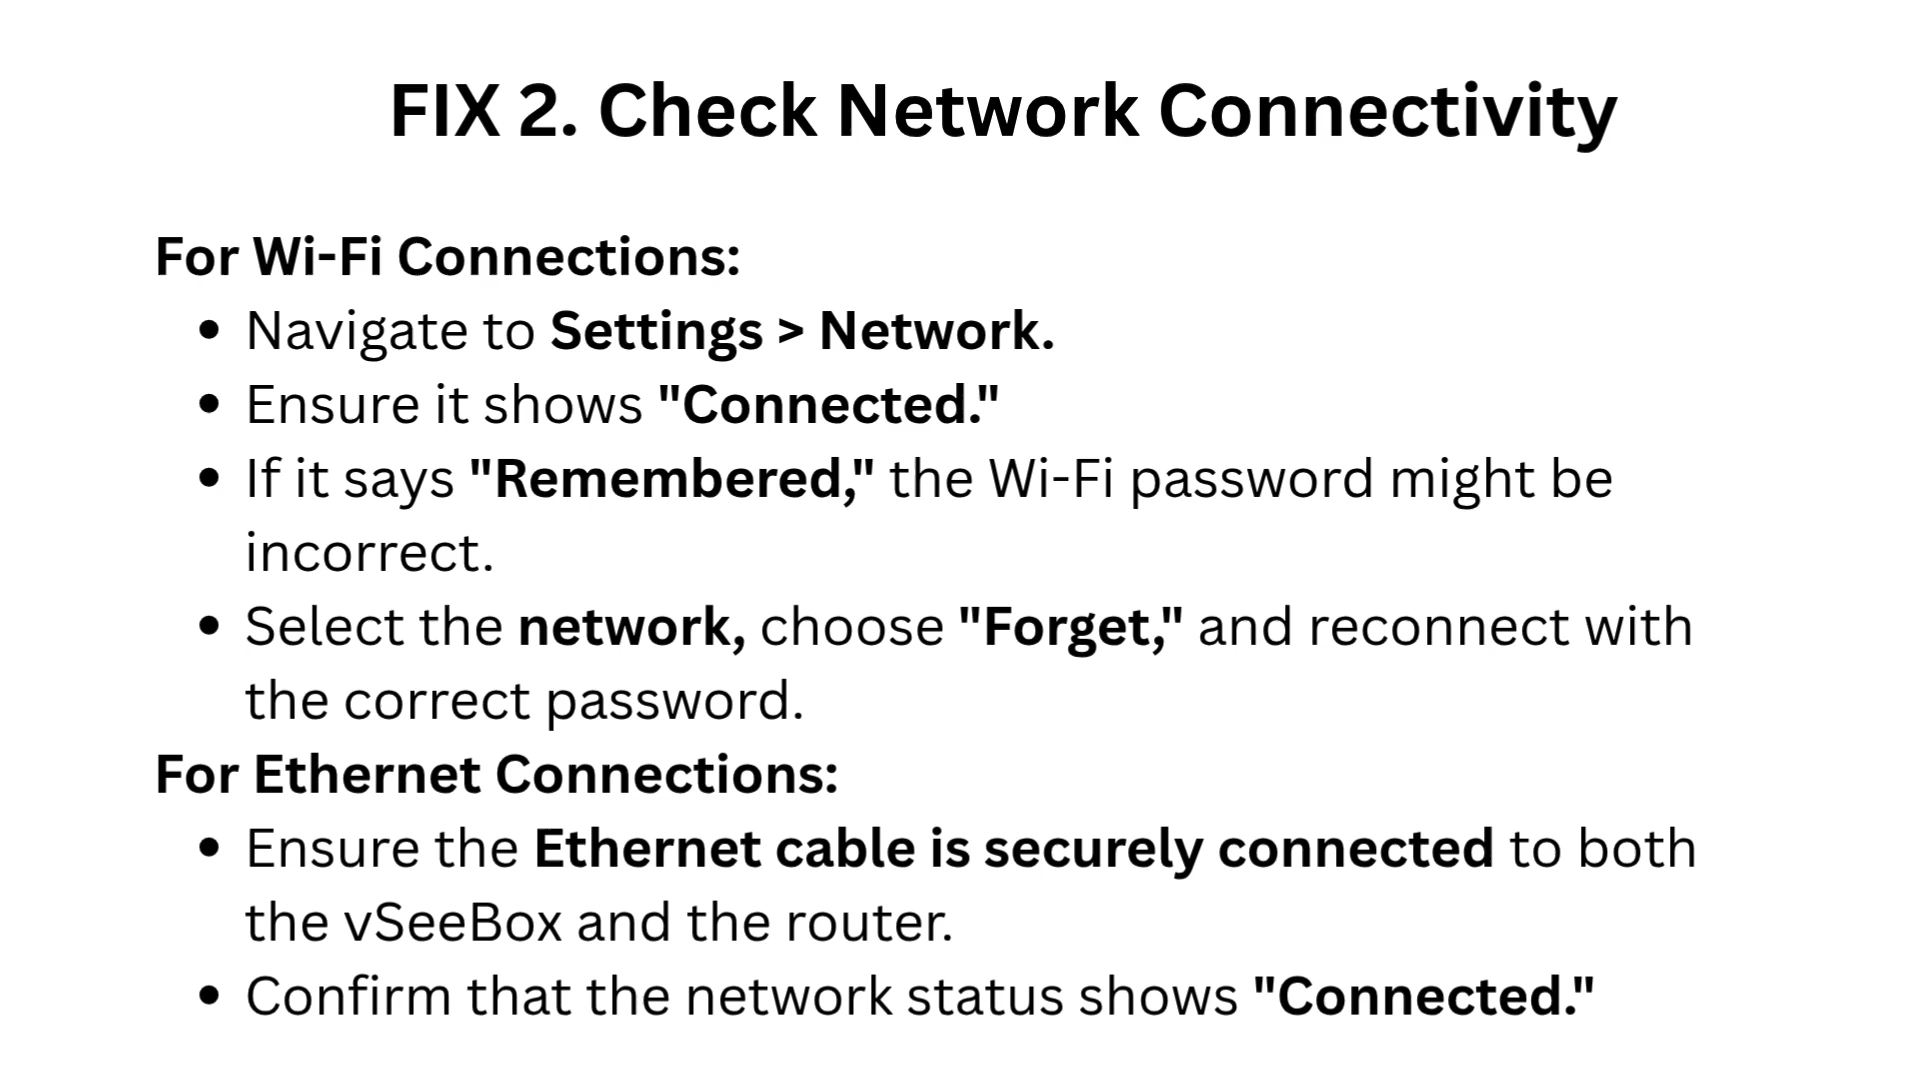 FIX 2. Check Network Connectivity
For Wi-Fi Connections:
• Navigate to Settings > Network.
• Ensure it shows "Connected."
• If it says "Remembered," the Wi-Fi password might be
incorrect.
• Select the network, choose "Forget," and reconnect with
the correct password.
For Ethernet Connections:
• Ensure the Ethernet cable is securely connected to both
the vSeeBox and the router.
• Confirm that the network status shows "Connected."